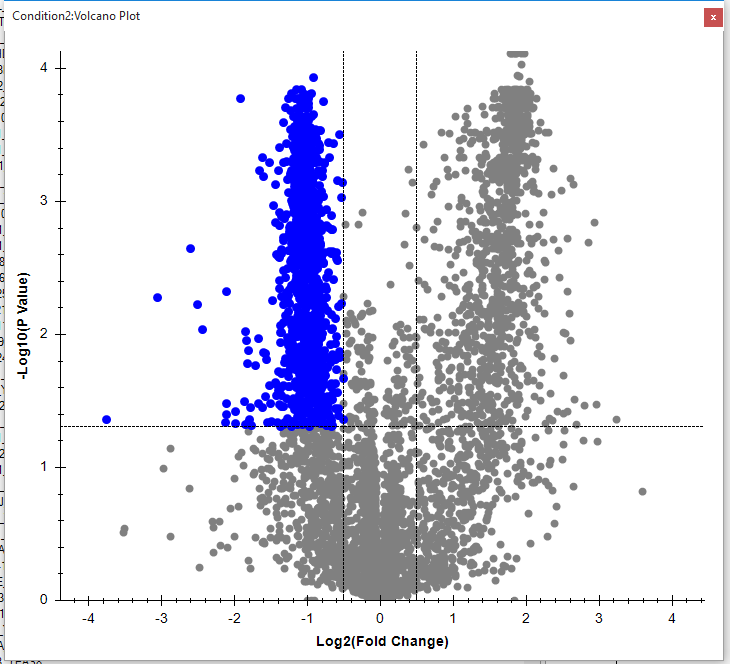 Condition2:Volcano Plot
x
4
3
2
1
0
-Log10(P Value)
-4 -3 -2 -1 0 1 2 3 4
Log2(Fold Change)